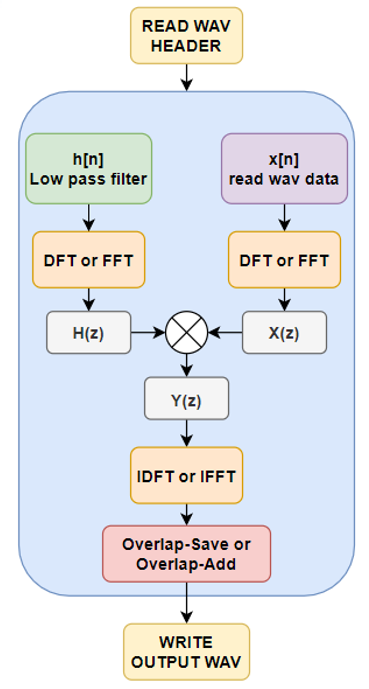 READ WAV
HEADER
h[n]
Low pass filter
x[n]
read wav data
DFT or FFT
DFT or FFT
H(z)
X(z)
Y(z)
IDFT or IFFT
Overlap-Save or
Overlap-Add
WRITE
OUTPUT WAV